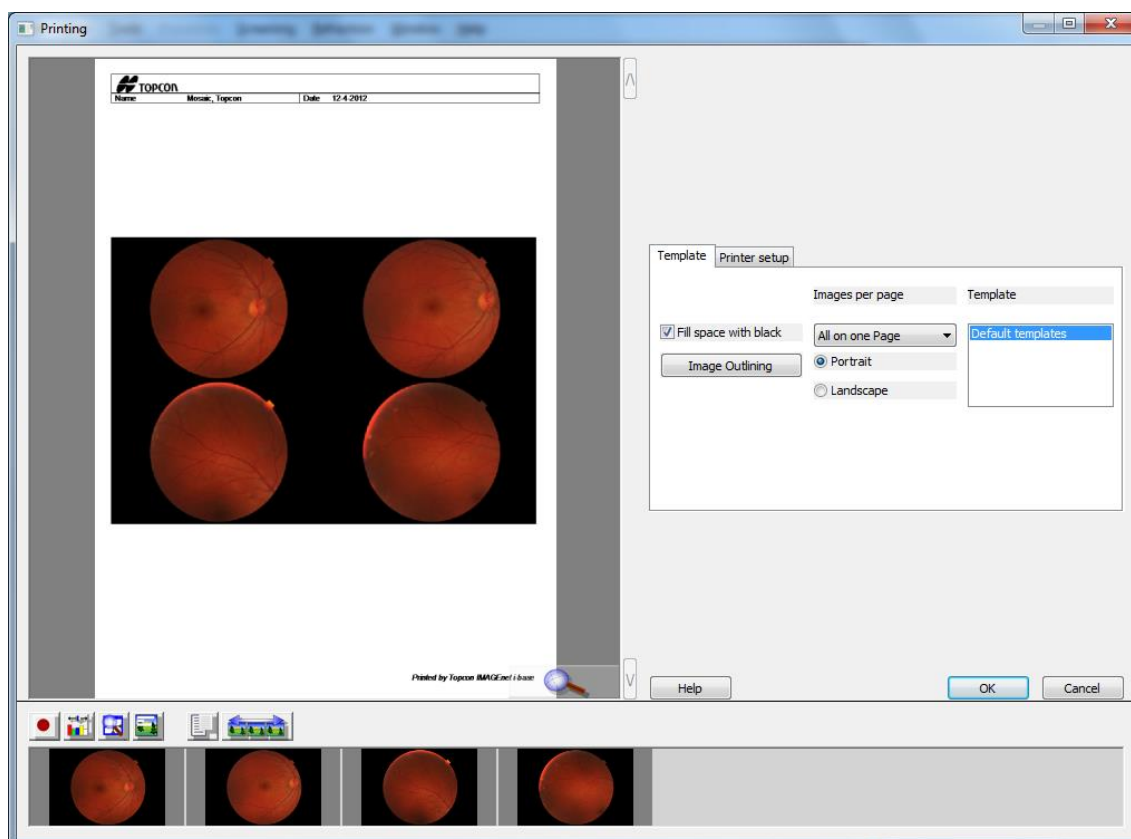 Printing
TOPCON
Name Mosaic, Topcon Date 12-4-2012
Printed by Topcon IMAGEnet i-base
Template Printer setup
Images per page Template
Fill space with black All on one Page Default templates
Image Outlining Portrait
Landscape
Help OK Cancel